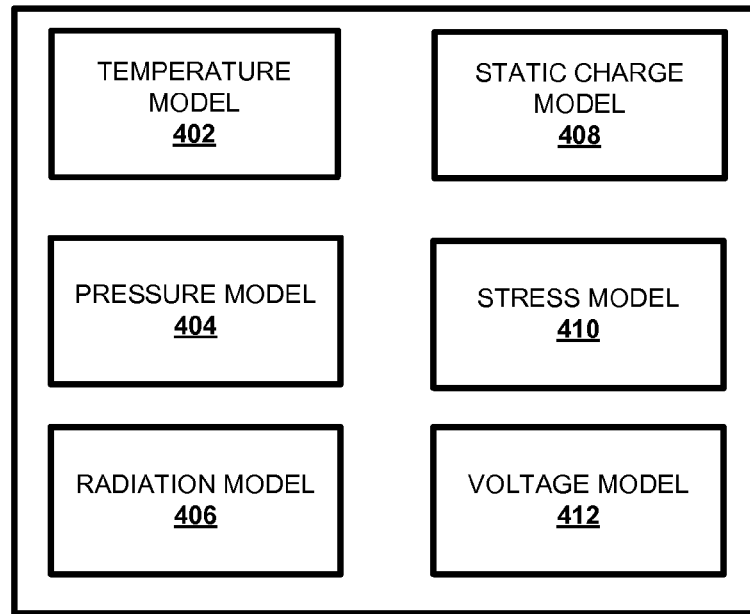 TEMPERATURE
MODEL
402
STATIC CHARGE
MODEL
408
PRESSURE MODEL
404
STRESS MODEL
410
RADIATION MODEL
406
VOLTAGE MODEL
412